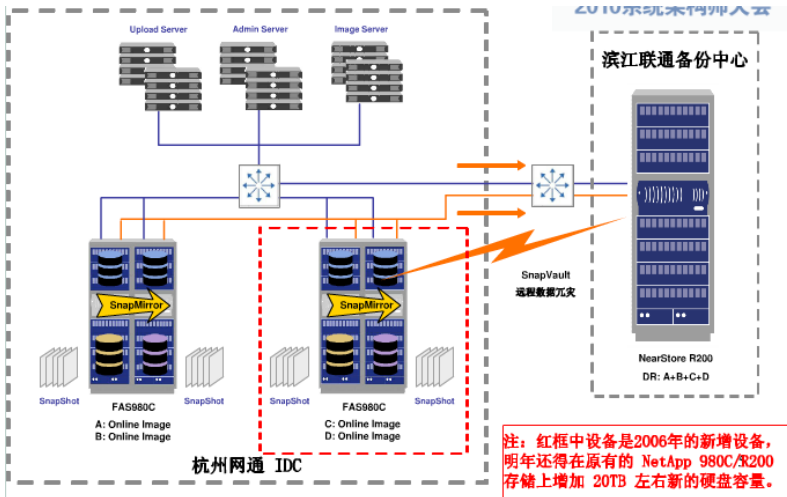 2010系统架构师大会
Upload Server
Admin Server
Image Server
滨江联通备份中心
SnapVault
远程数据冗灾
SnapMirror
SnapMirror
NearStore R200
DR: A+B+C+D
SnapShot
SnapShot
SnapShot
SnapShot
FAS980C
A: Online Image
B: Online Image
FAS980C
C: Online Image
D: Online Image
杭州网通 IDC
注：红框中设备是2006年的新增设备，
明年还得在原有的 NetApp 980C/R200
存储上增加 20TB 左右新的硬盘容量。